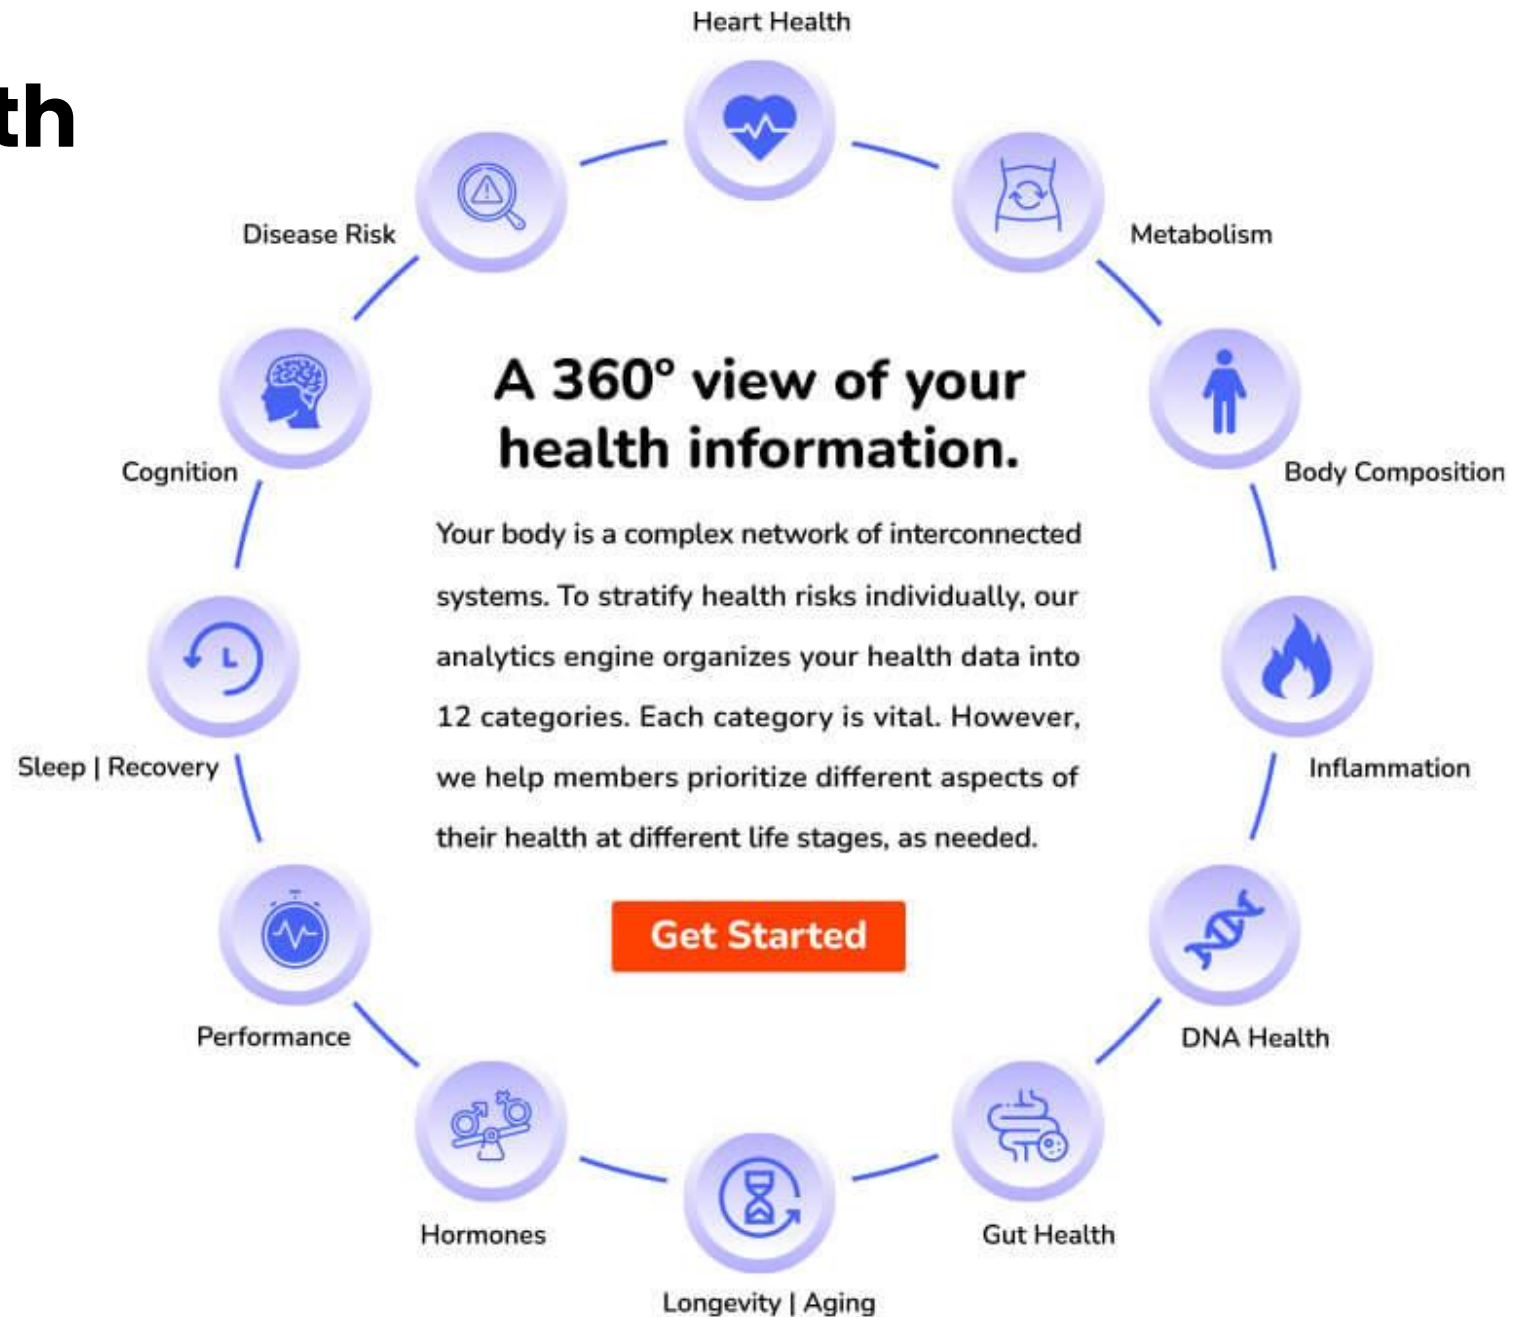 Heart Health
th
Disease Risk
Metabolism
A 360° view of your
health information.
Cognition
Body Composition
Your body is a complex network of interconnected
systems. To stratify health risks individually, our
analytics engine organizes your health data into
12 categories. Each category is vital. However,
we help members prioritize different aspects of
their health at different life stages, as needed.
Sleep | Recovery
Inflammation
Get Started
Performance
DNA Health
Hormones
Gut Health
Longevity | Aging